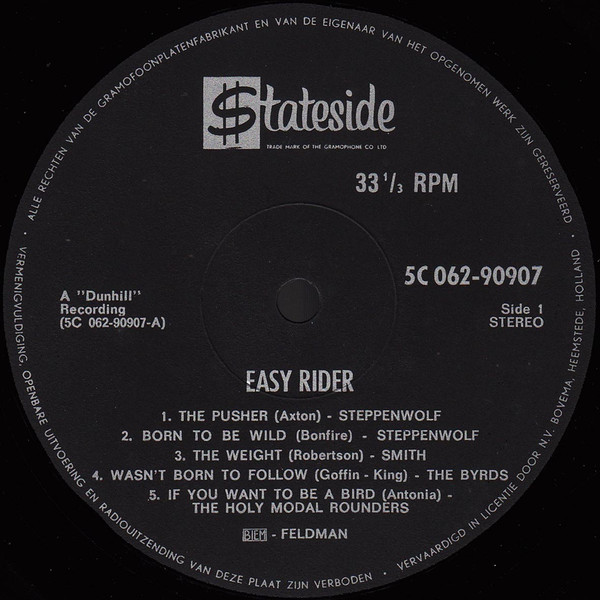 ALLE RECHTEN VAN DE GRAMOFOONPLATENFABRIKANT EN VAN DE EIGENAAR VAN HET OPGENOMEN WERK ZIJN GERESERVEERD •
$tateside
TRADE MARK OF THE GRAMOPHONE CO LTD
33 1/3 RPM
5C 062-90907
A "Dunhill"
Recording
(5C 062-90907-A)
Side 1
STEREO
EASY RIDER
1. THE PUSHER (Axton) - STEPPENWOLF
2. BORN TO BE WILD (Bonfire) - STEPPENWOLF
3. THE WEIGHT (Robertson) - SMITH
4. WASN'T BORN TO FOLLOW (Goffin - King) - THE BYRDS
5. IF YOU WANT TO BE A BIRD (Antonia) -
THE HOLY MODAL ROUNDERS
BIEM - FELDMAN
• VERMENIGVULDIGING, OPENBARE UITVOERING EN RADIOUITZENDING VAN DEZE PLAAT ZIJN VERBODEN •
VERVAARDIGD IN LICENTIE DOOR N.V. BOVEMA, HEEMSTEDE, HOLLAND